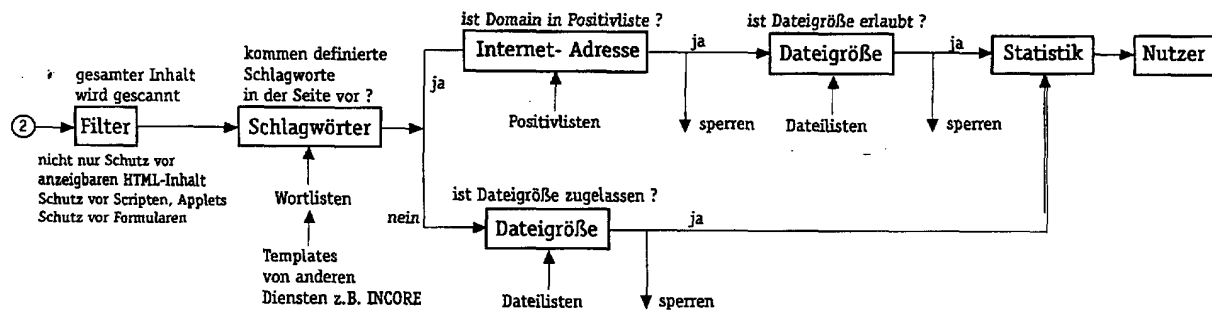 ist Domain in Positivliste ?
Internet- Adresse
ja
ist Dateigröße erlaubt ?
Dateigröße
ja
Statistik
Nutzer
Positivlisten
sperren
Dateilisten
sperren
gesamter Inhalt
wird gescannt
2
Filter
nicht nur Schutz vor
anzeigbaren HTML-Inhalt
Schutz vor Scripten, Applets
Schutz vor Formularen
kommen definierte
Schlagworte
in der Seite vor ?
Schlagwörter
ja
nein
Wortlisten
Templates
von anderen
Diensten z.B. INCORE
ist Dateigröße zugelassen ?
Dateigröße
ja
Dateilisten
sperren